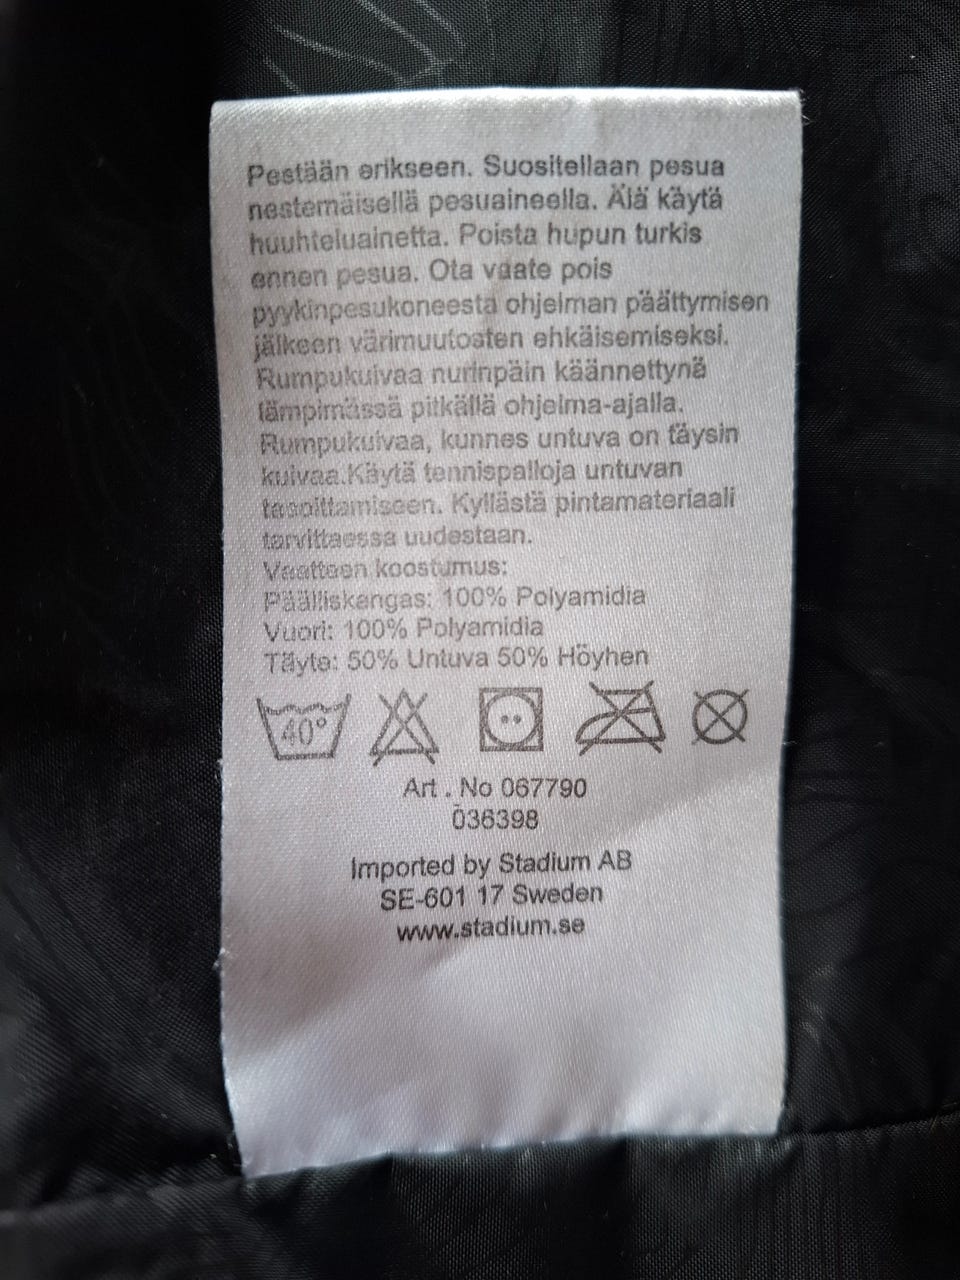 Pestään erikseen. Suositellaan pesua
nestemäisellä pesuaineella. Älä käytä
huuhteluainetta. Poista hupun turkis
ennen pesua. Ota vaate pois
pyykinpesukoneesta ohjelman päättymisen
jälkeen värimuutosten ehkäisemiseksi.
Rumpukuivaa nurinpäin käännettynä
lämpimässä pitkällä ohjelma-ajalla.
Rumpukuivaa, kunnes untuva on täysin
kuivaa.Käytä tennispalloja untuvan
tasoittamiseen. Kyllästä pintamateriaali
tarvittaessa uudestaan.
Vaatteen koostumus:
Päälliskangas: 100% Polyamidia
Vuori: 100% Polyamidia
Täyte: 50% Untuva 50% Höyhen
40°
Art . No 067790
036398
Imported by Stadium AB
SE-601 17 Sweden
www.stadium.se